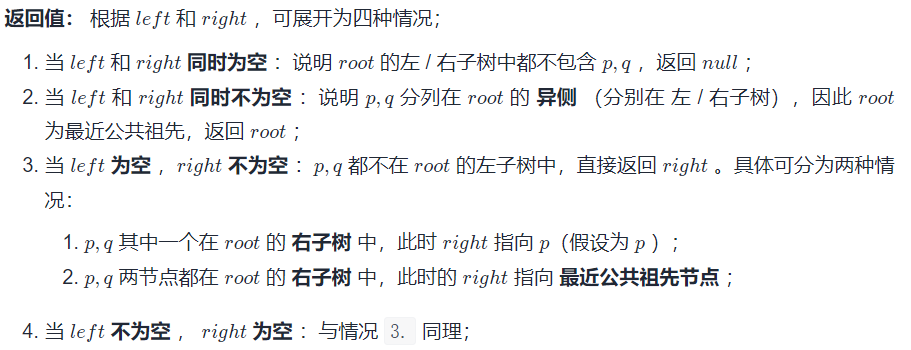 返回值： 根据 left 和 right ，可展开为四种情况；
1. 当 left 和 right 同时为空 ：说明 root 的左 / 右子树中都不包含 p, q ，返回 null ；
2. 当 left 和 right 同时不为空 ：说明 p, q 分列在 root 的 异侧 （分别在 左 / 右子树），因此 root
为最近公共祖先，返回 root ；
3. 当 left 为空 ，right 不为空 ：p, q 都不在 root 的左子树中，直接返回 right 。具体可分为两种情
况：
1. p, q 其中一个在 root 的 右子树 中，此时 right 指向 p（假设为 p ）；
2. p, q 两节点都在 root 的 右子树 中，此时的 right 指向 最近公共祖先节点 ；
4. 当 left 不为空 ， right 为空 ：与情况 3. 同理；